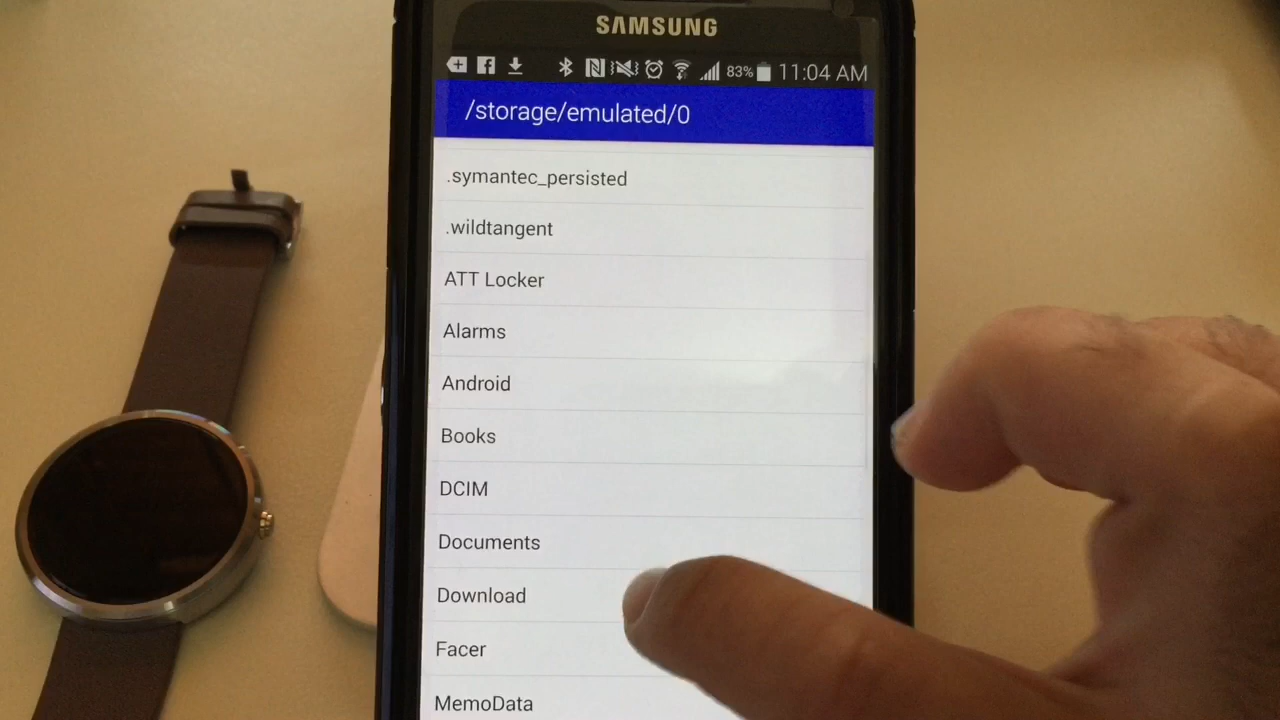 SAMSUNG
83% 11:04 AM
/storage/emulated/0
.symantec_persisted
.wildtangent
ATT Locker
Alarms
Android
Books
DCIM
Documents
Download
Facer
MemoData